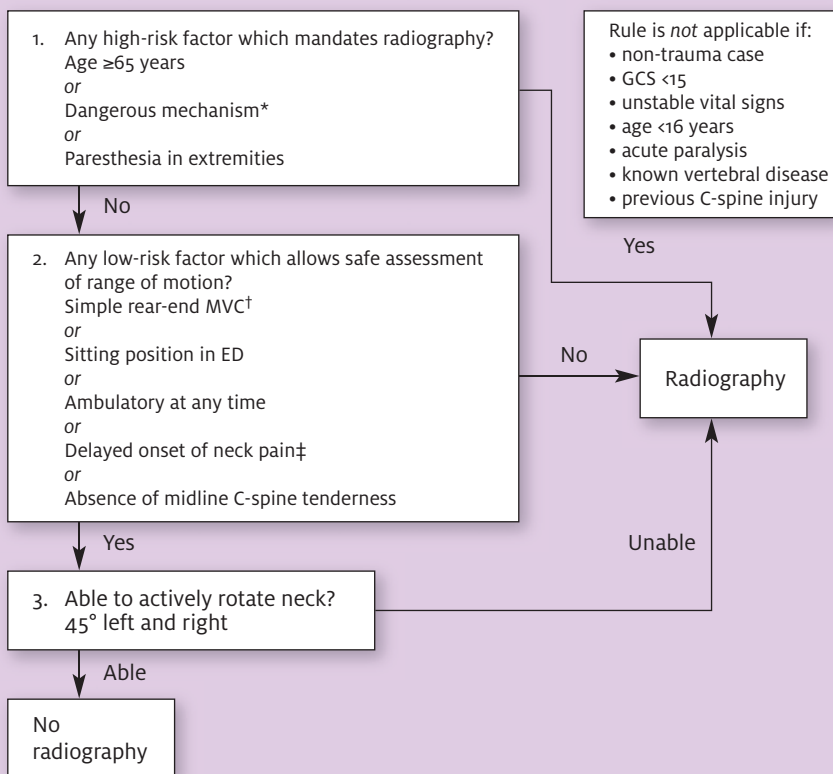 1. Any high-risk factor which mandates radiography?
Age ≥65 years
or
Dangerous mechanism*
or
Paresthesia in extremities
Rule is not applicable if:
• non-trauma case
• GCS <15
• unstable vital signs
• age <16 years
• acute paralysis
• known vertebral disease
• previous C-spine injury
No
Yes
2. Any low-risk factor which allows safe assessment
of range of motion?
Simple rear-end MVC†
or
Sitting position in ED
or
Ambulatory at any time
or
Delayed onset of neck pain‡
or
Absence of midline C-spine tenderness
No
Radiography
Yes
Unable
3. Able to actively rotate neck?
45° left and right
Able
No
radiography